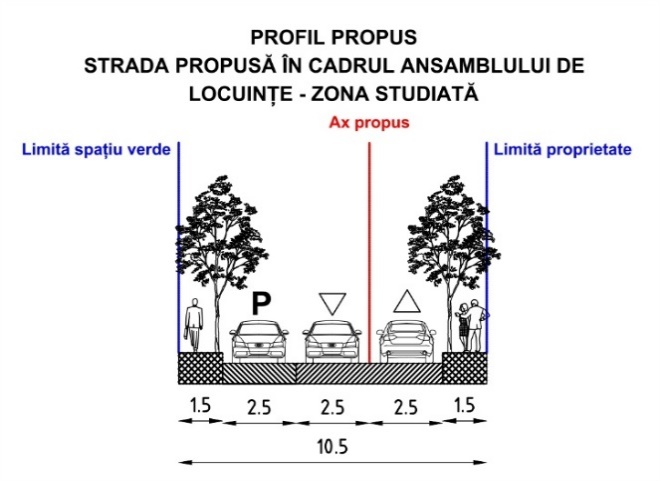 PROFIL PROPUS
STRADA PROPUSĂ ÎN CADRUL ANSAMBLULUI DE
LOCUINȚE - ZONA STUDIATĂ
Ax propus
Limită spațiu verde
Limită proprietate
P
1.5 2.5 2.5 2.5 1.5
10.5